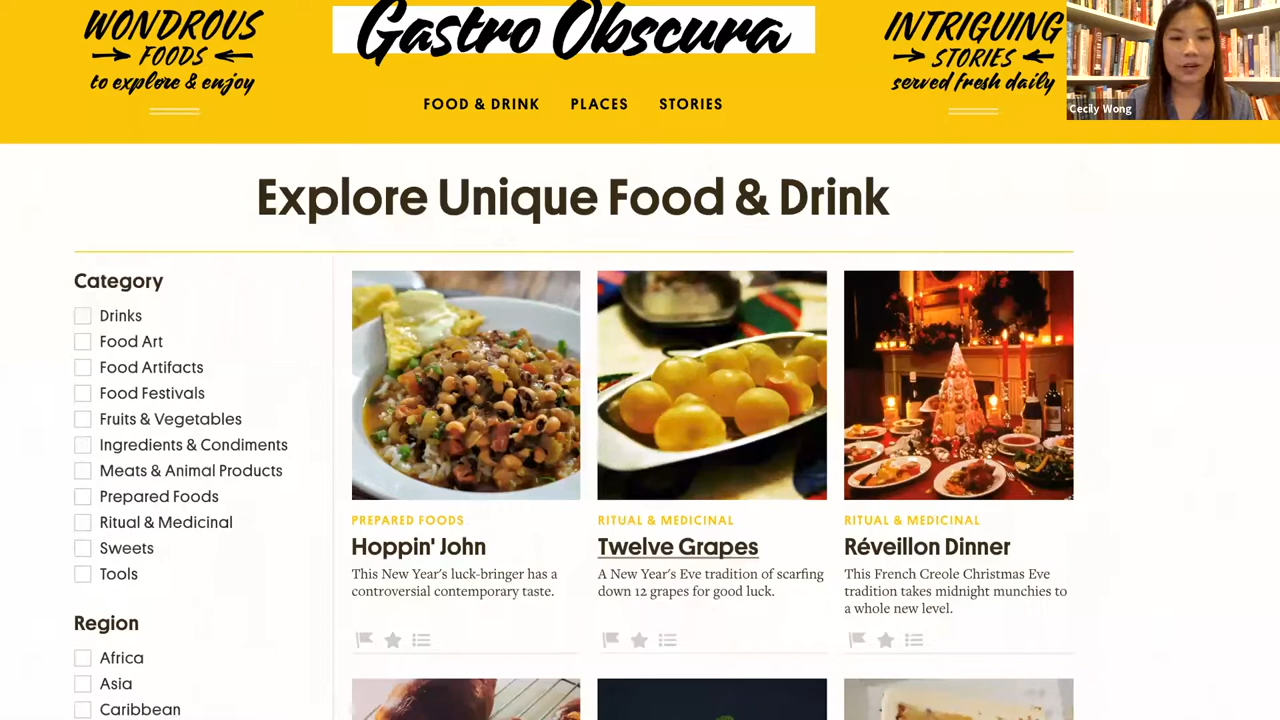 WONDROUS
FOODS
to explore & enjoy
Gastro Obscura
INTRIGUING
STORIES
served fresh daily
FOOD & DRINK PLACES STORIES
Cecily Wong
Explore Unique Food & Drink
Category
Drinks
Food Art
Food Artifacts
Food Festivals
Fruits & Vegetables
Ingredients & Condiments
Meats & Animal Products
Prepared Foods
Ritual & Medicinal
Sweets
Tools
Region
Africa
Asia
Caribbean
PREPARED FOODS
Hoppin' John
This New Year's luck-bringer has a
controversial contemporary taste.
RITUAL & MEDICINAL
Twelve Grapes
A New Year's Eve tradition of scarfing
down 12 grapes for good luck.
RITUAL & MEDICINAL
Réveillon Dinner
This French Creole Christmas Eve
tradition takes midnight munchies to
a whole new level.